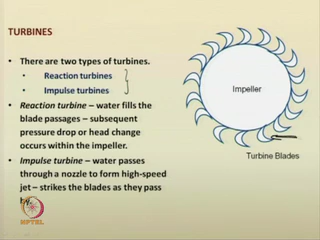 TURBINES
• There are two types of turbines.
• Reaction turbines
• Impulse turbines
• Reaction turbine – water fills the
blade passages – subsequent
pressure drop or head change
occurs within the impeller.
• Impulse turbine – water passes
through a nozzle to form high-speed
jet – strikes the blades as they pass
by.
Impeller
Turbine Blades
NPTEL